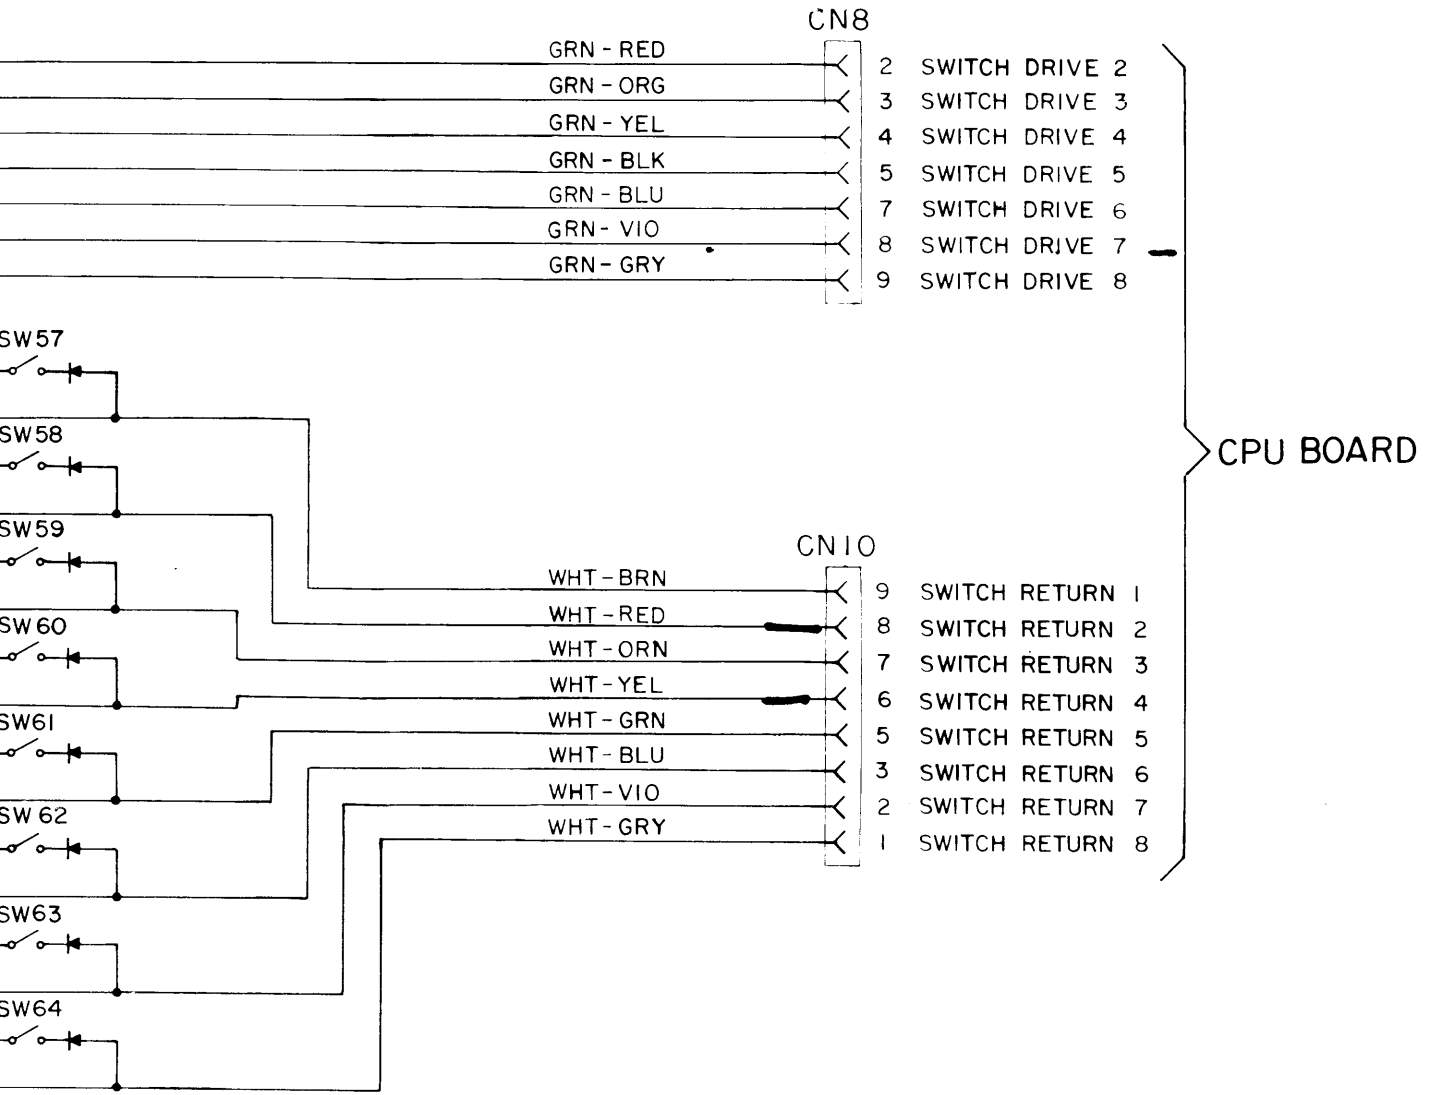 CN8
GRN - RED 2 SWITCH DRIVE 2
GRN - ORG 3 SWITCH DRIVE 3
GRN - YEL 4 SWITCH DRIVE 4
GRN - BLK 5 SWITCH DRIVE 5
GRN - BLU 7 SWITCH DRIVE 6
GRN - VIO 8 SWITCH DRIVE 7
GRN - GRY 9 SWITCH DRIVE 8
SW57
SW58
CPU BOARD
SW59
CN10
WHT - BRN 9 SWITCH RETURN 1
WHT - RED 8 SWITCH RETURN 2
SW60
WHT - ORN 7 SWITCH RETURN 3
WHT - YEL 6 SWITCH RETURN 4
SW61
WHT - GRN 5 SWITCH RETURN 5
WHT - BLU 3 SWITCH RETURN 6
WHT - VIO 2 SWITCH RETURN 7
SW62
WHT - GRY 1 SWITCH RETURN 8
SW63
SW64